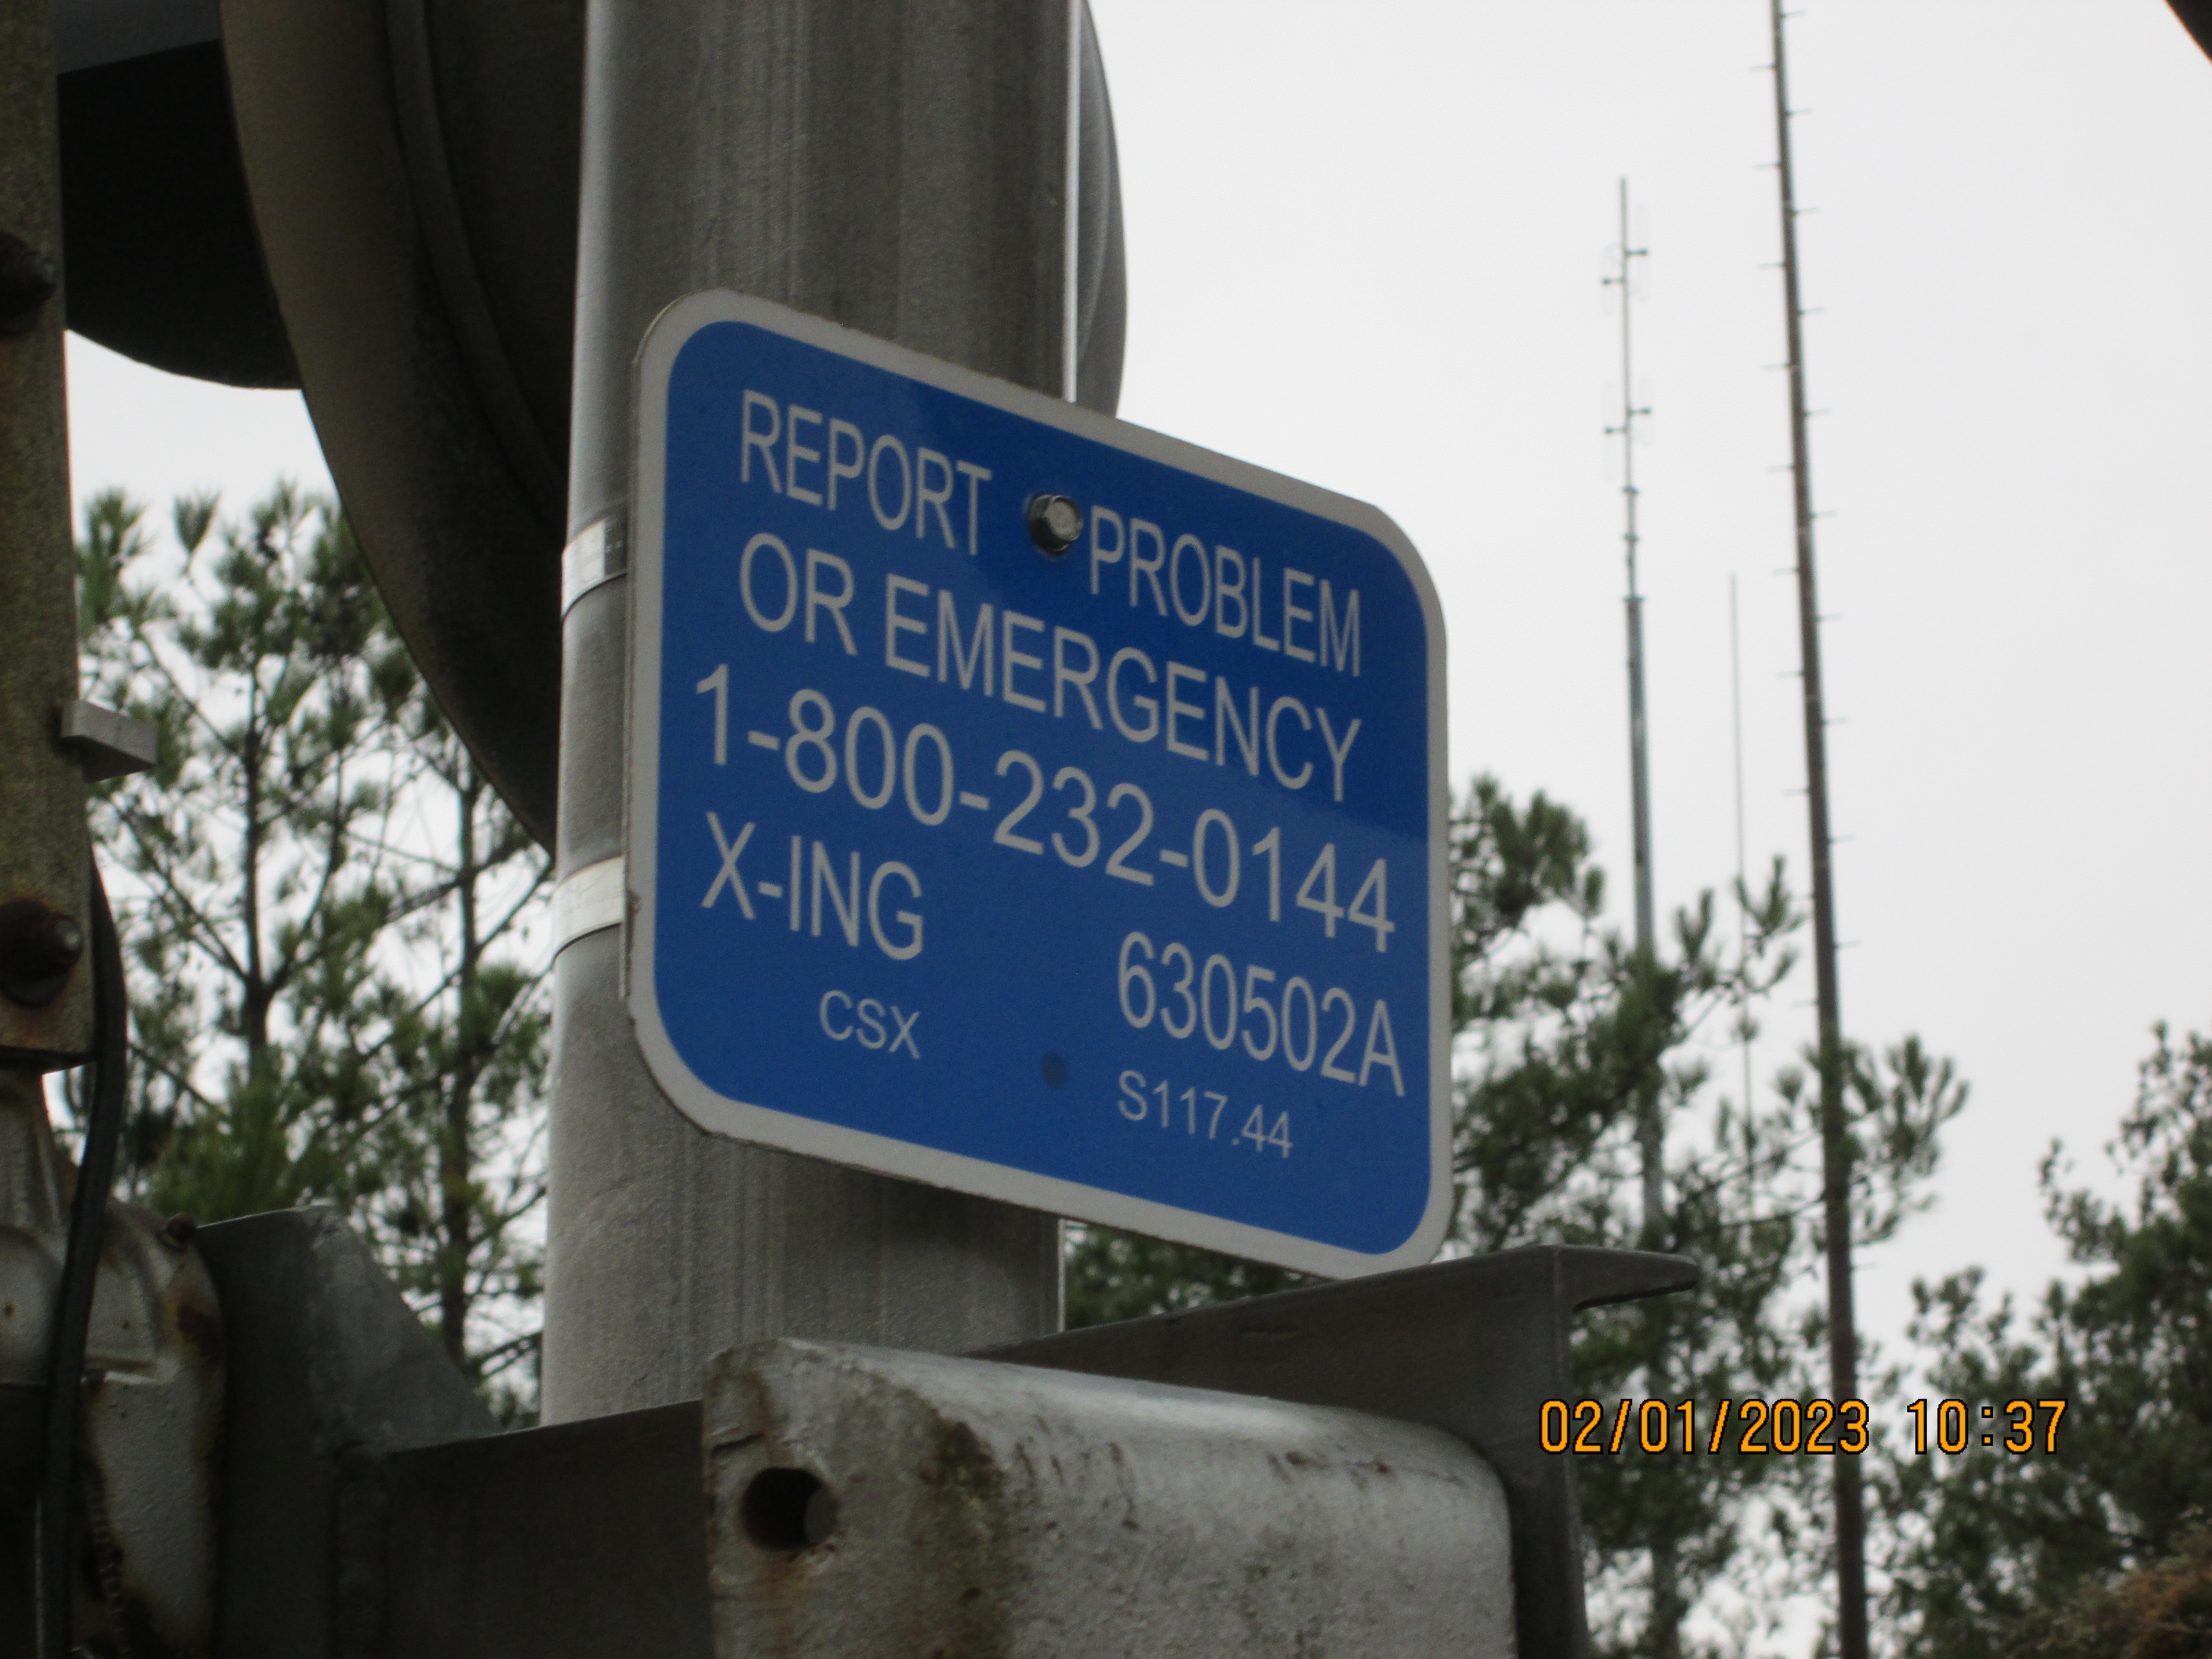 REPORT PROBLEM
OR EMERGENCY
1-800-232-0144
X-ING 630502A
CSX S117.44
02/01/2023 10:37